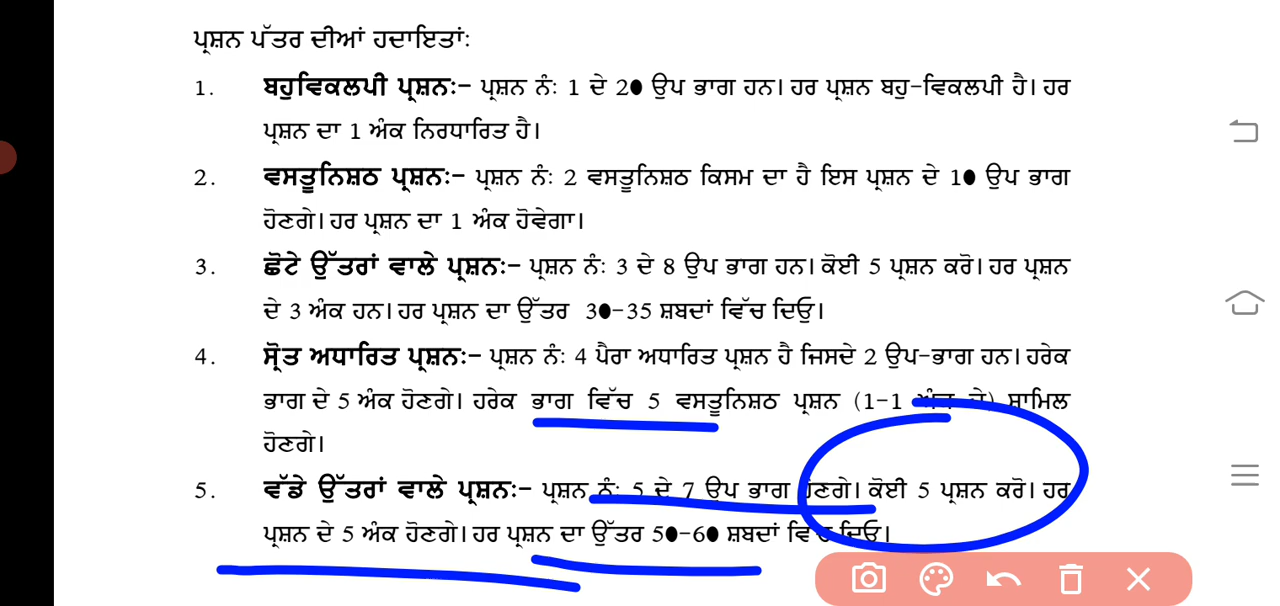 ਪ੍ਰਸ਼ਨ ਪੱਤਰ ਦੀਆਂ ਹਦਾਇਤਾਂ:
1. ਬਹੁਵਿਕਲਪੀ ਪ੍ਰਸ਼ਨ:- ਪ੍ਰਸ਼ਨ ਨੰ: 1 ਦੇ 20 ਉਪ ਭਾਗ ਹਨ। ਹਰ ਪ੍ਰਸ਼ਨ ਬਹੁ-ਵਿਕਲਪੀ ਹੈ। ਹਰ
ਪ੍ਰਸ਼ਨ ਦਾ 1 ਅੰਕ ਨਿਰਧਾਰਿਤ ਹੈ।
2. ਵਸਤੂਨਿਸ਼ਠ ਪ੍ਰਸ਼ਨ:- ਪ੍ਰਸ਼ਨ ਨੰ: 2 ਵਸਤੂਨਿਸ਼ਠ ਕਿਸਮ ਦਾ ਹੈ ਇਸ ਪ੍ਰਸ਼ਨ ਦੇ 10 ਉਪ ਭਾਗ
ਹੋਣਗੇ। ਹਰ ਪ੍ਰਸ਼ਨ ਦਾ 1 ਅੰਕ ਹੋਵੇਗਾ।
3. ਛੋਟੇ ਉੱਤਰਾਂ ਵਾਲੇ ਪ੍ਰਸ਼ਨ:- ਪ੍ਰਸ਼ਨ ਨੰ: 3 ਦੇ 8 ਉਪ ਭਾਗ ਹਨ। ਕੋਈ 5 ਪ੍ਰਸ਼ਨ ਕਰੋ। ਹਰ ਪ੍ਰਸ਼ਨ
ਦੇ 3 ਅੰਕ ਹਨ। ਹਰ ਪ੍ਰਸ਼ਨ ਦਾ ਉੱਤਰ 30-35 ਸ਼ਬਦਾਂ ਵਿੱਚ ਦਿਓ।
4. ਸ੍ਰੋਤ ਅਧਾਰਿਤ ਪ੍ਰਸ਼ਨ:- ਪ੍ਰਸ਼ਨ ਨੰ: 4 ਪੈਰਾ ਅਧਾਰਿਤ ਪ੍ਰਸ਼ਨ ਹੈ ਜਿਸਦੇ 2 ਉਪ-ਭਾਗ ਹਨ। ਹਰੇਕ
ਭਾਗ ਦੇ 5 ਅੰਕ ਹੋਣਗੇ। ਹਰੇਕ ਭਾਗ ਵਿੱਚ 5 ਵਸਤੂਨਿਸ਼ਠ ਪ੍ਰਸ਼ਨ (1-1 ਅੰਕ ਦੇ) ਸ਼ਾਮਿਲ
ਹੋਣਗੇ।
5. ਵੱਡੇ ਉੱਤਰਾਂ ਵਾਲੇ ਪ੍ਰਸ਼ਨ:- ਪ੍ਰਸ਼ਨ ਨੰ: 5 ਦੇ 7 ਉਪ ਭਾਗ ਹੋਣਗੇ। ਕੋਈ 5 ਪ੍ਰਸ਼ਨ ਕਰੋ। ਹਰ
ਪ੍ਰਸ਼ਨ ਦੇ 5 ਅੰਕ ਹੋਣਗੇ। ਹਰ ਪ੍ਰਸ਼ਨ ਦਾ ਉੱਤਰ 50-60 ਸ਼ਬਦਾਂ ਵਿੱਚ ਦਿਓ।